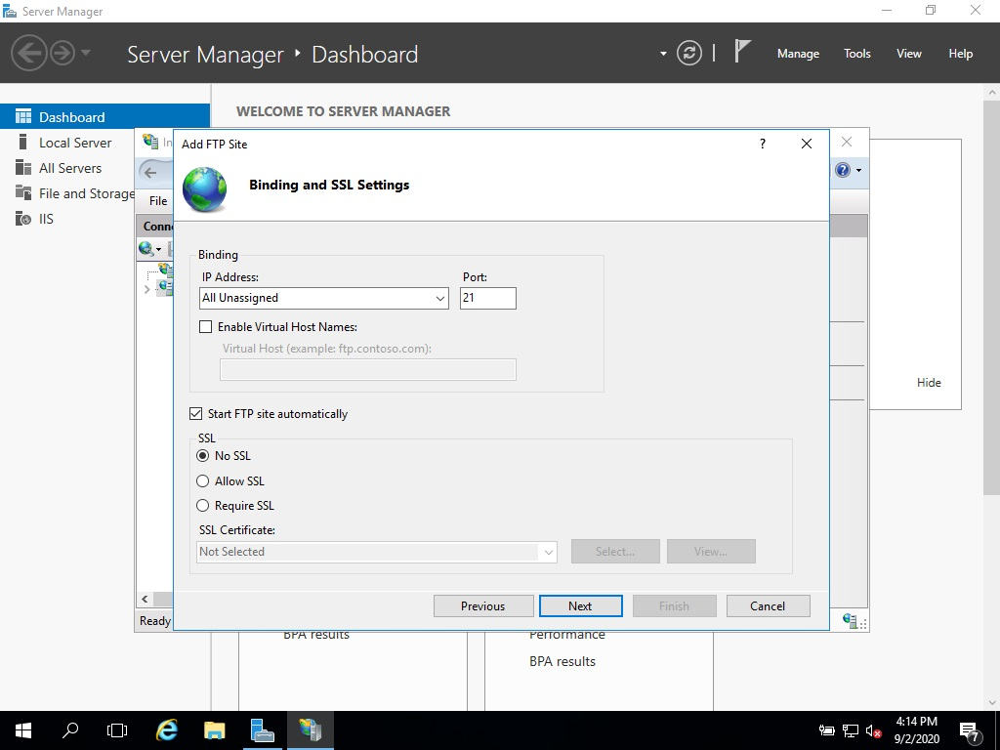 Server Manager
Server Manager Dashboard
Manage Tools View Help
Dashboard
Local Server
All Servers
File and Storage
IIS
WELCOME TO SERVER MANAGER
In
File
Conn
Ready
Add FTP Site
?
Binding and SSL Settings
Binding
IP Address: Port:
All Unassigned 21
Enable Virtual Host Names:
Virtual Host (example: ftp.contoso.com):
Start FTP site automatically
SSL
No SSL
Allow SSL
Require SSL
SSL Certificate:
Not Selected Select... View...
Previous Next Finish Cancel
Hide
BPA results
Performance
BPA results
4:14 PM
9/2/2020
7